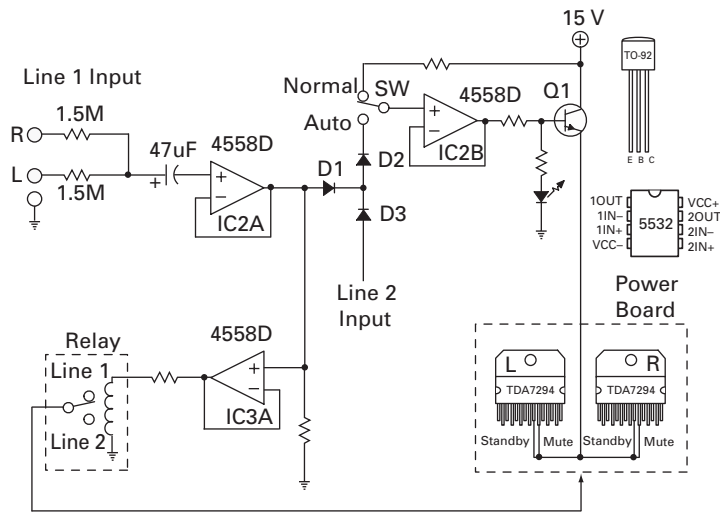 15 V
TO-92
E B C
Line 1 Input
R
1.5M
L
1.5M
47uF
+
4558D
+
–
IC2A
D1
D2
D3
Line 2
Input
Normal
SW
Auto
4558D
+
–
IC2B
Q1
1OUT
1IN–
1IN+
VCC–
5532
VCC+
2OUT
2IN–
2IN+
Power
Board
L
TDA7294
R
TDA7294
Standby
Mute
Standby
Mute
Relay
Line 1
Line 2
4558D
+
–
IC3A